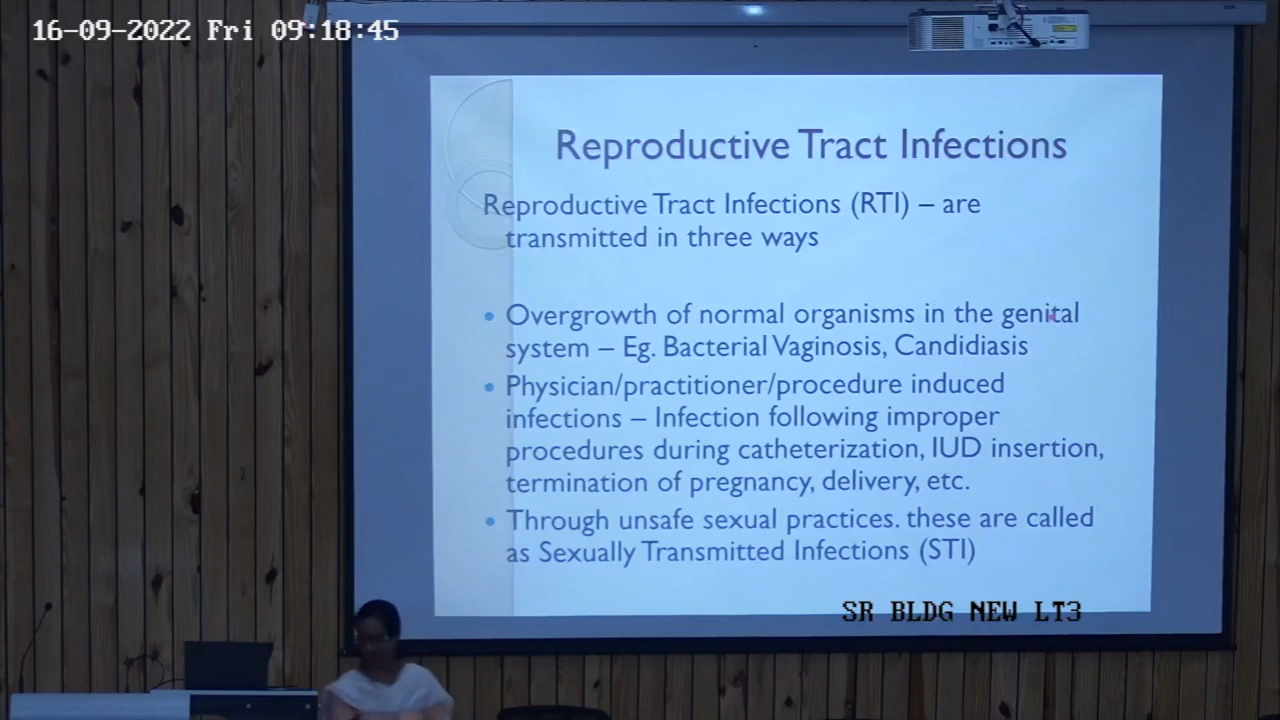 16-09-2022 Fri 09:18:45
Reproductive Tract Infections
Reproductive Tract Infections (RTI) – are
transmitted in three ways
• Overgrowth of normal organisms in the genital
system – Eg. Bacterial Vaginosis, Candidiasis
• Physician/practitioner/procedure induced
infections – Infection following improper
procedures during catheterization, IUD insertion,
termination of pregnancy, delivery, etc.
• Through unsafe sexual practices. these are called
as Sexually Transmitted Infections (STI)
SR BLDG NEW LT3